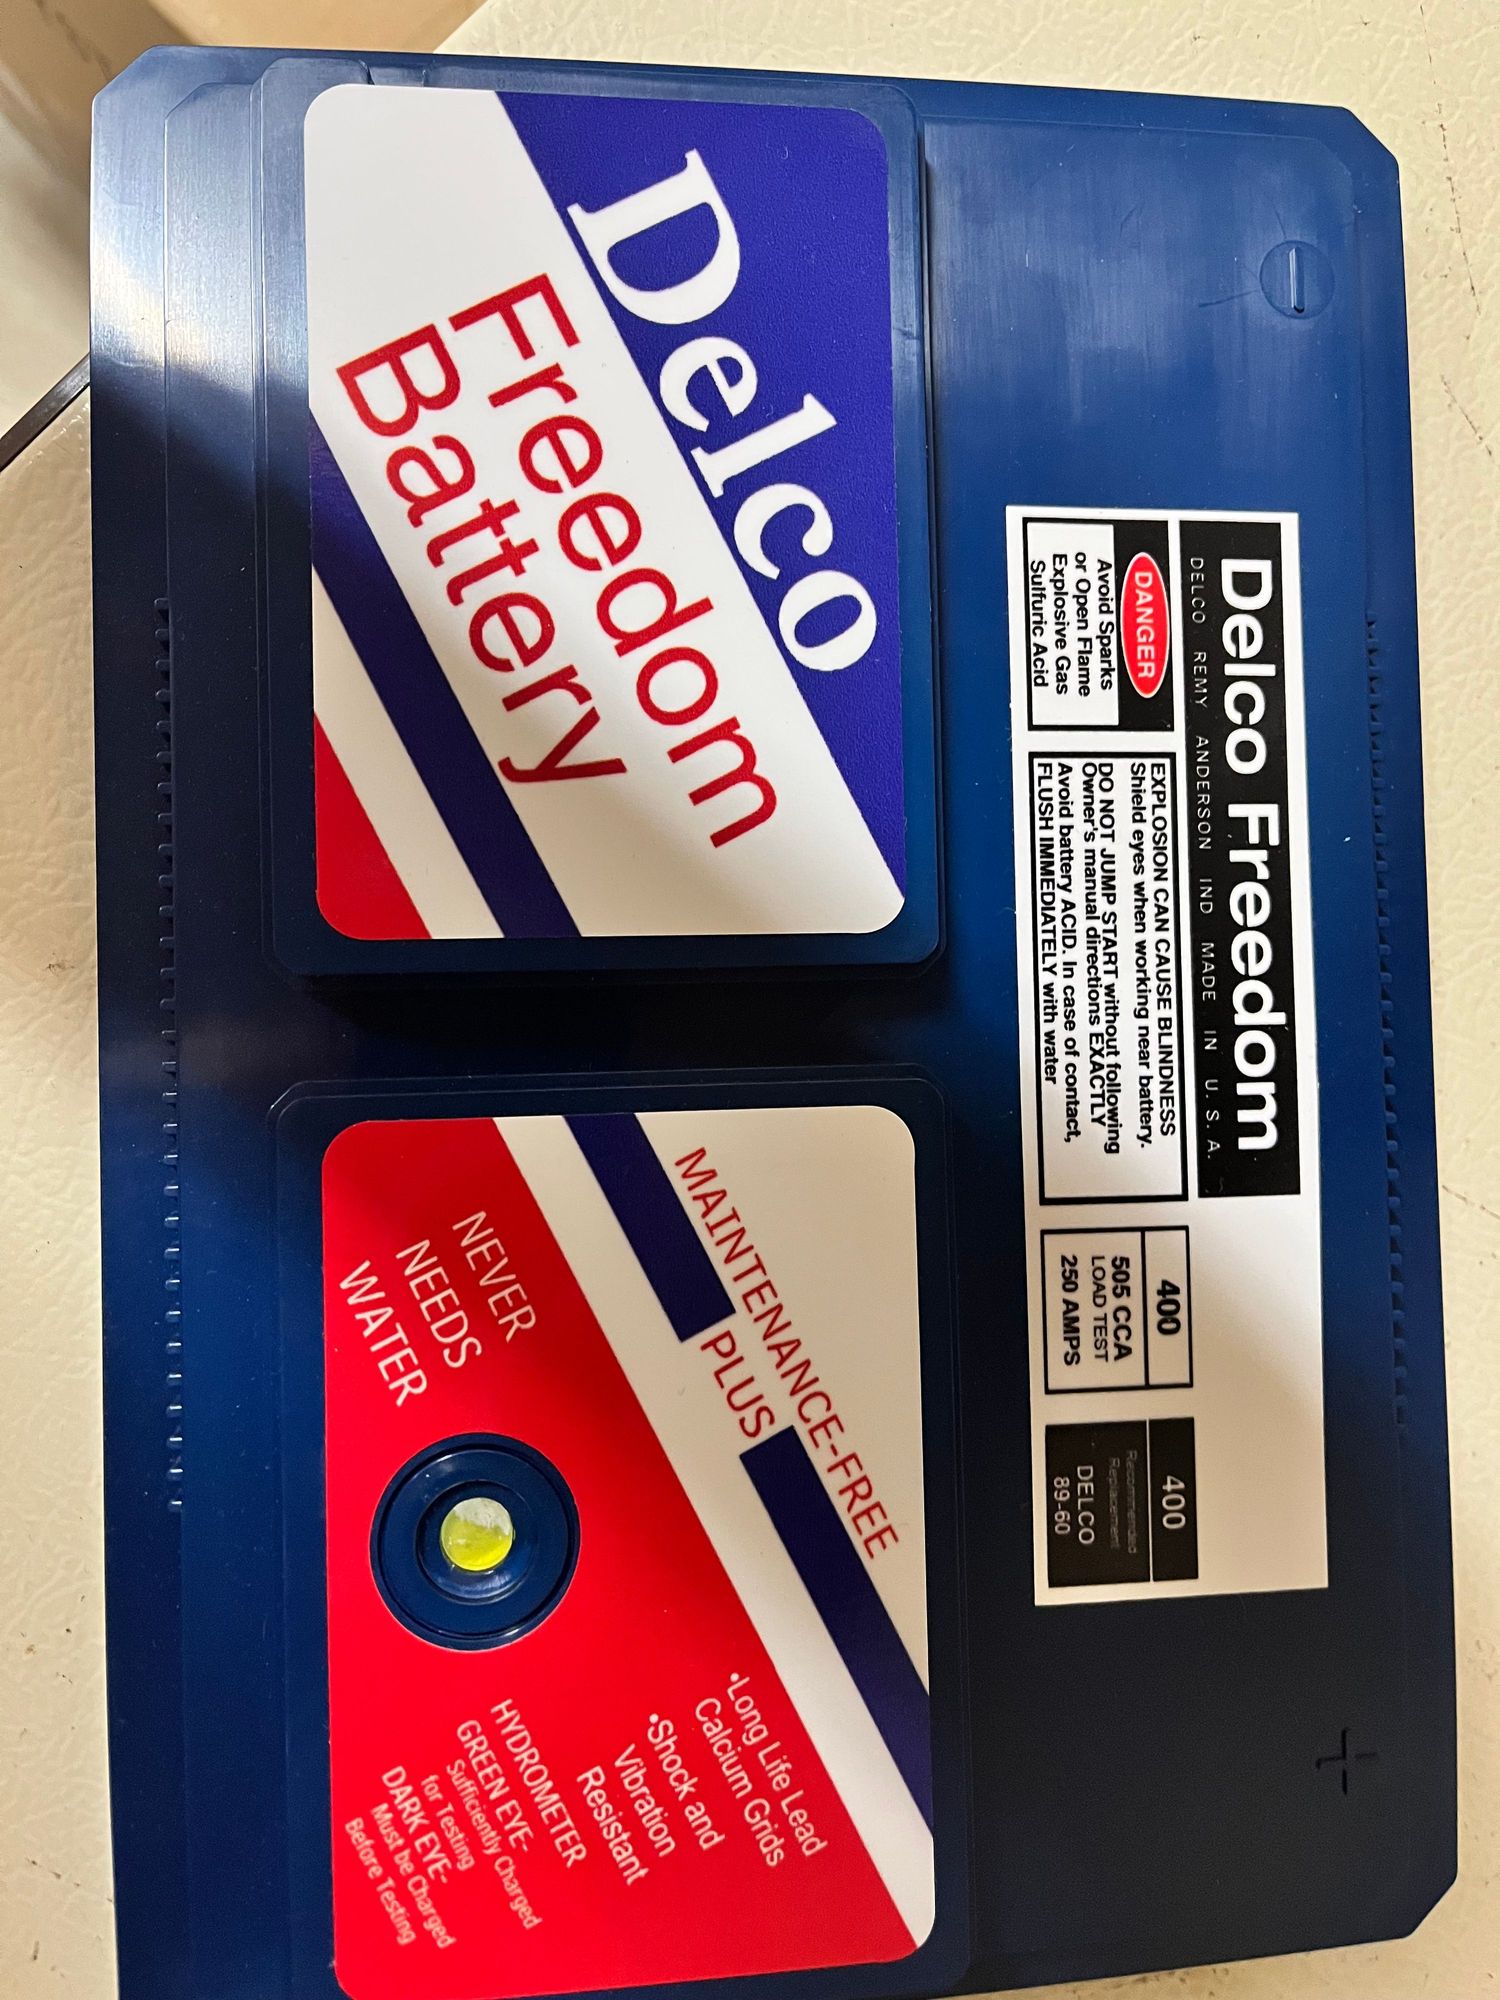 Delco Freedom
DELCO REMY ANDERSON IND MADE IN U. S. A.
DANGER
Avoid Sparks
or Open Flame
Explosive Gas
Sulfuric Acid
EXPLOSION CAN CAUSE BLINDNESS
Shield eyes when working near battery.
DO NOT JUMP START without following
Owner's manual directions EXACTLY
Avoid battery ACID. In case of contact,
FLUSH IMMEDIATELY with water
400
505 CCA
LOAD TEST
250 AMPS
400
Recommended
Replacement
DELCO
89-60
Delco
Freedom
Battery
MAINTENANCE-FREE
PLUS
NEVER
NEEDS
WATER
•Long Life Lead
Calcium Grids
•Shock and
Vibration
Resistant
HYDROMETER
GREEN EYE-
Sufficiently Charged
for Testing
DARK EYE-
Must be Charged
Before Testing